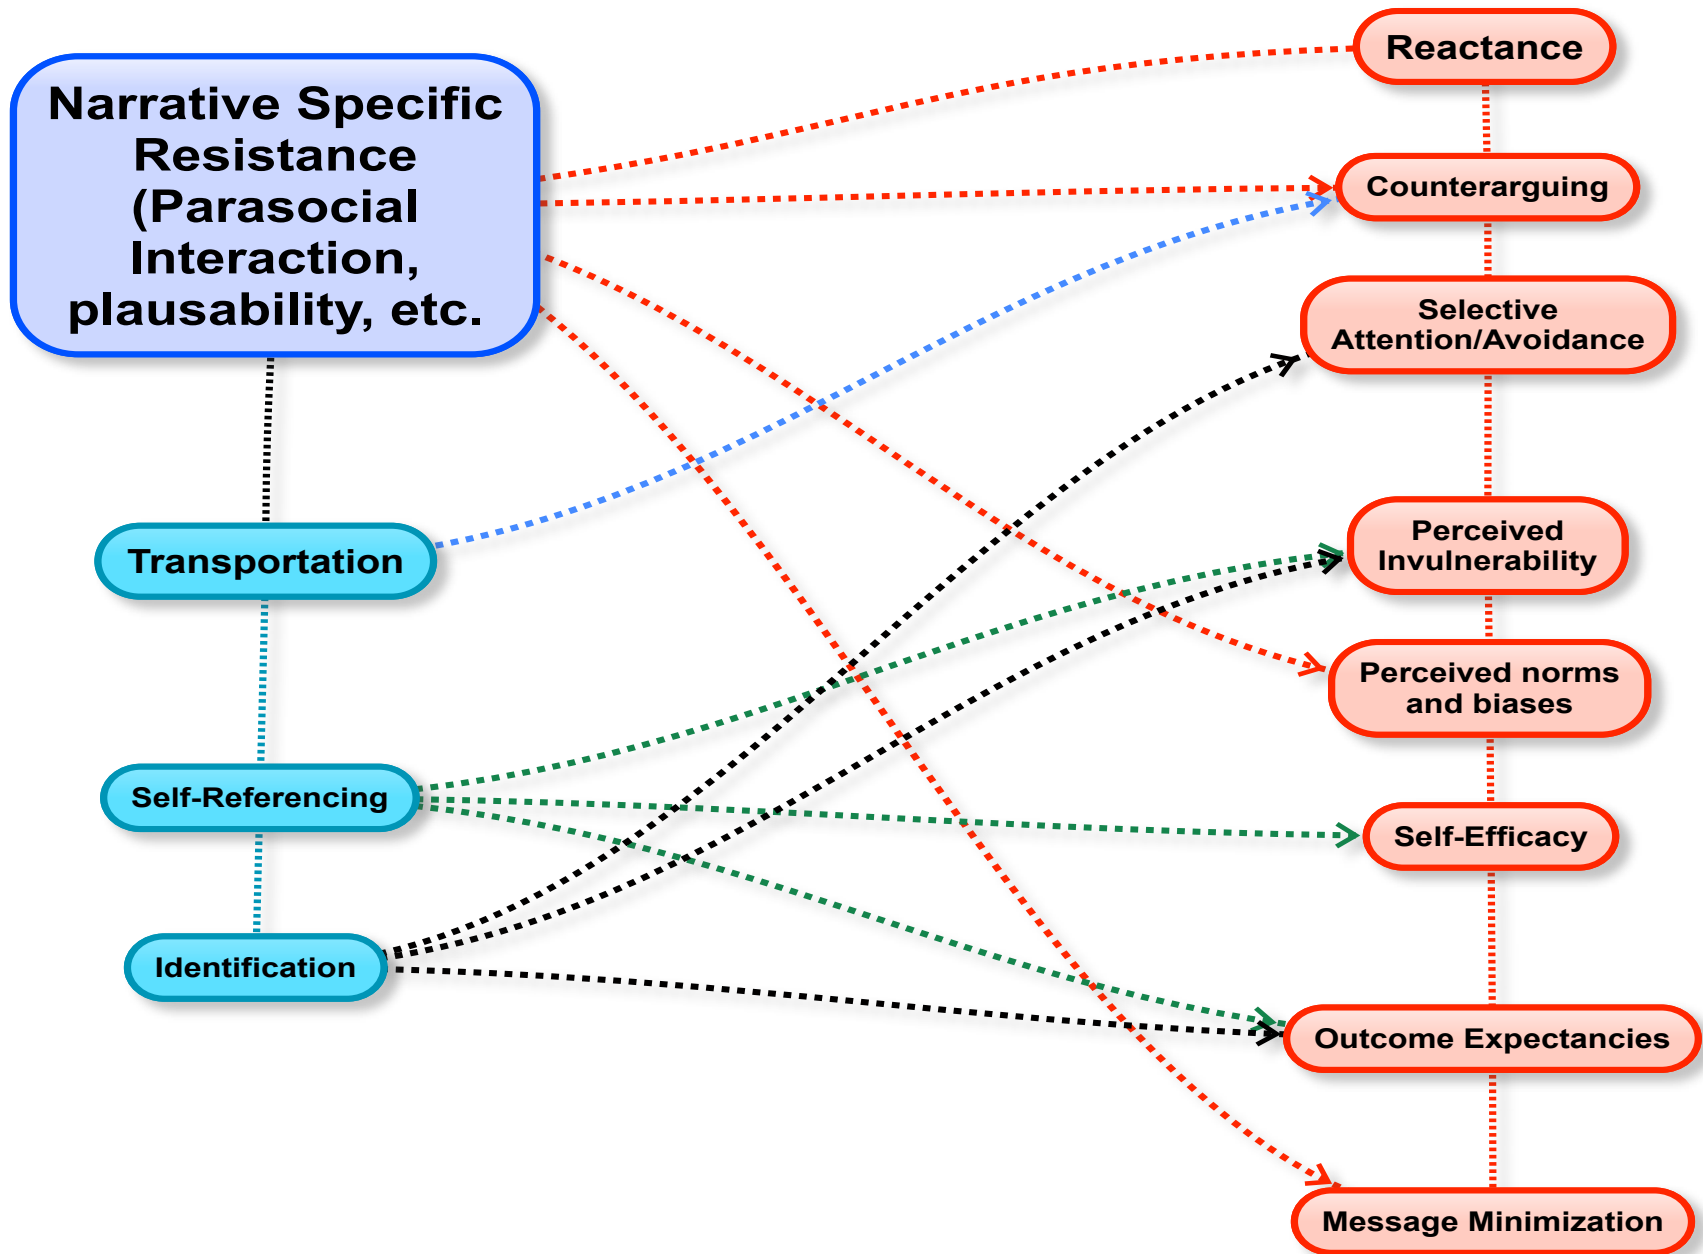 Narrative Specific
Resistance
(Parasocial
Interaction,
plausability, etc.
Transportation
Self-Referencing
Identification
Reactance
Counterarguing
Selective
Attention/Avoidance
Perceived
Invulnerability
Perceived norms
and biases
Self-Efficacy
Outcome Expectancies
Message Minimization